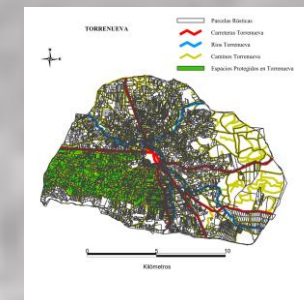 TORRENUEVA
Parcelas Rústicas
Carreteras Torrenueva
Ríos Torrenueva
Caminos Torrenueva
Espacios Protegidos en Torrenueva
0 5 10
Kilómetros